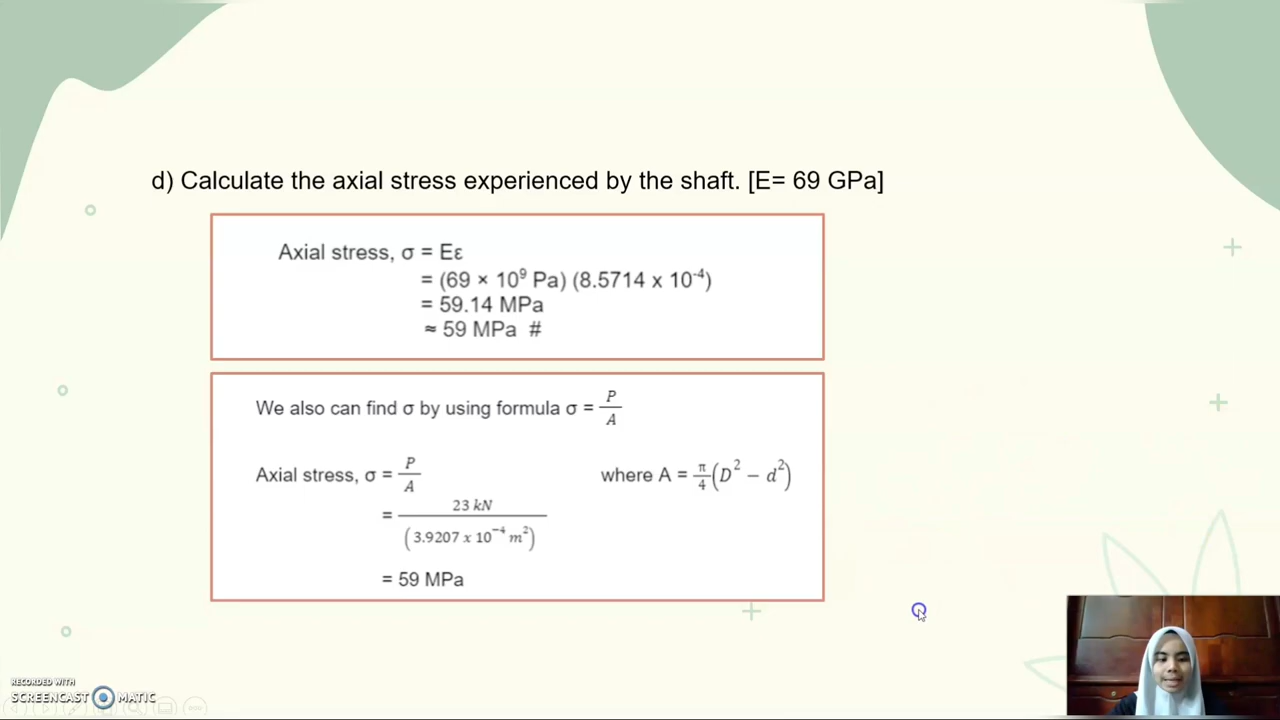 d) Calculate the axial stress experienced by the shaft. [E= 69 GPa]
Axial stress, σ = Eε
= (69 × 10⁹ Pa) (8.5714 x 10⁻⁴)
= 59.14 MPa
≈ 59 MPa #
We also can find σ by using formula σ = P/A
Axial stress, σ = P/A where A = π/4 (D² − d²)
= 23 kN / (3.9207 x 10⁻⁴ m²)
= 59 MPa
RECORDED WITH
SCREENCAST MATIC